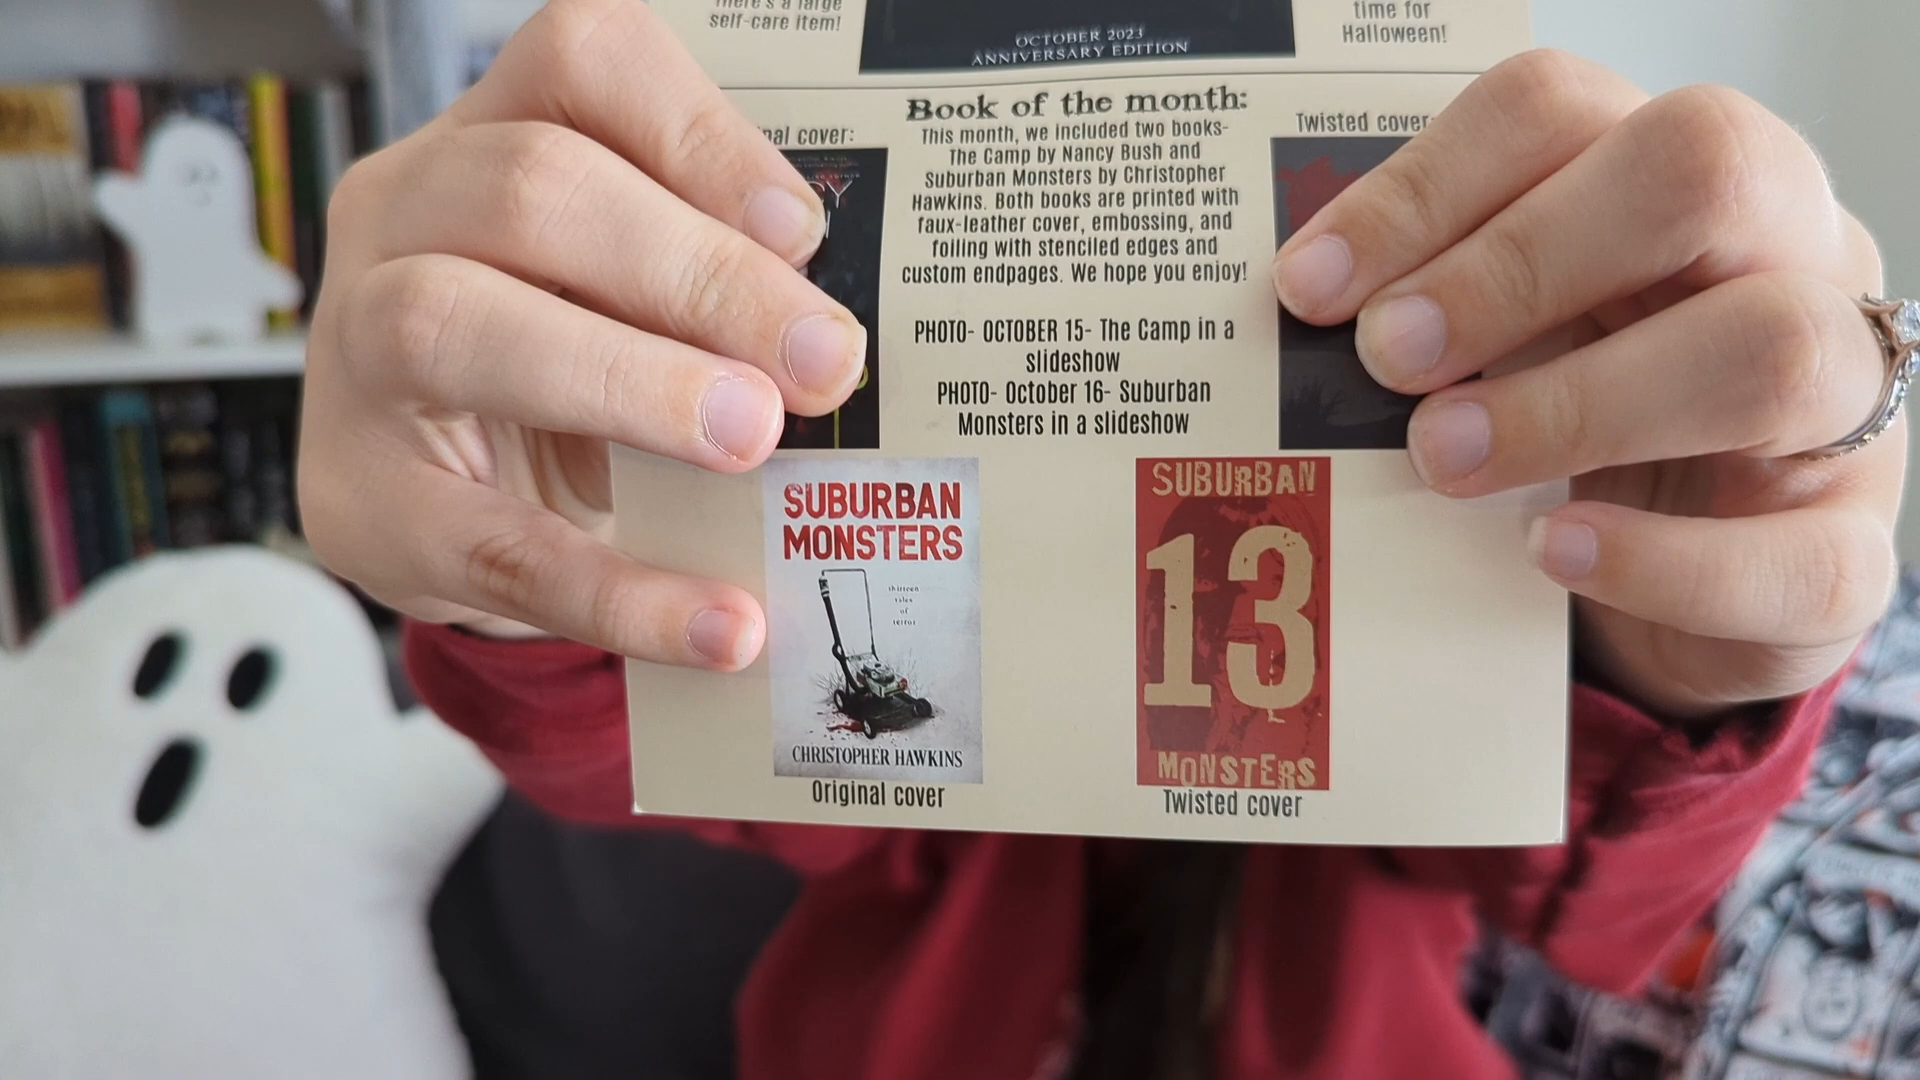 There's a large
self-care item!
OCTOBER 2023
ANNIVERSARY EDITION
time for
Halloween!
Book of the month:
cover:
This month, we included two books-
The Camp by Nancy Bush and
Suburban Monsters by Christopher
Hawkins. Both books are printed with
faux-leather cover, embossing, and
foiling with stenciled edges and
custom endpages. We hope you enjoy!
Twisted cover:
PHOTO- OCTOBER 15- The Camp in a
slideshow
PHOTO- October 16- Suburban
Monsters in a slideshow
SUBURBAN
MONSTERS
thirteen
tales
of
terror
CHRISTOPHER HAWKINS
Original cover
SUBURBAN
13
MONSTERS
Twisted cover